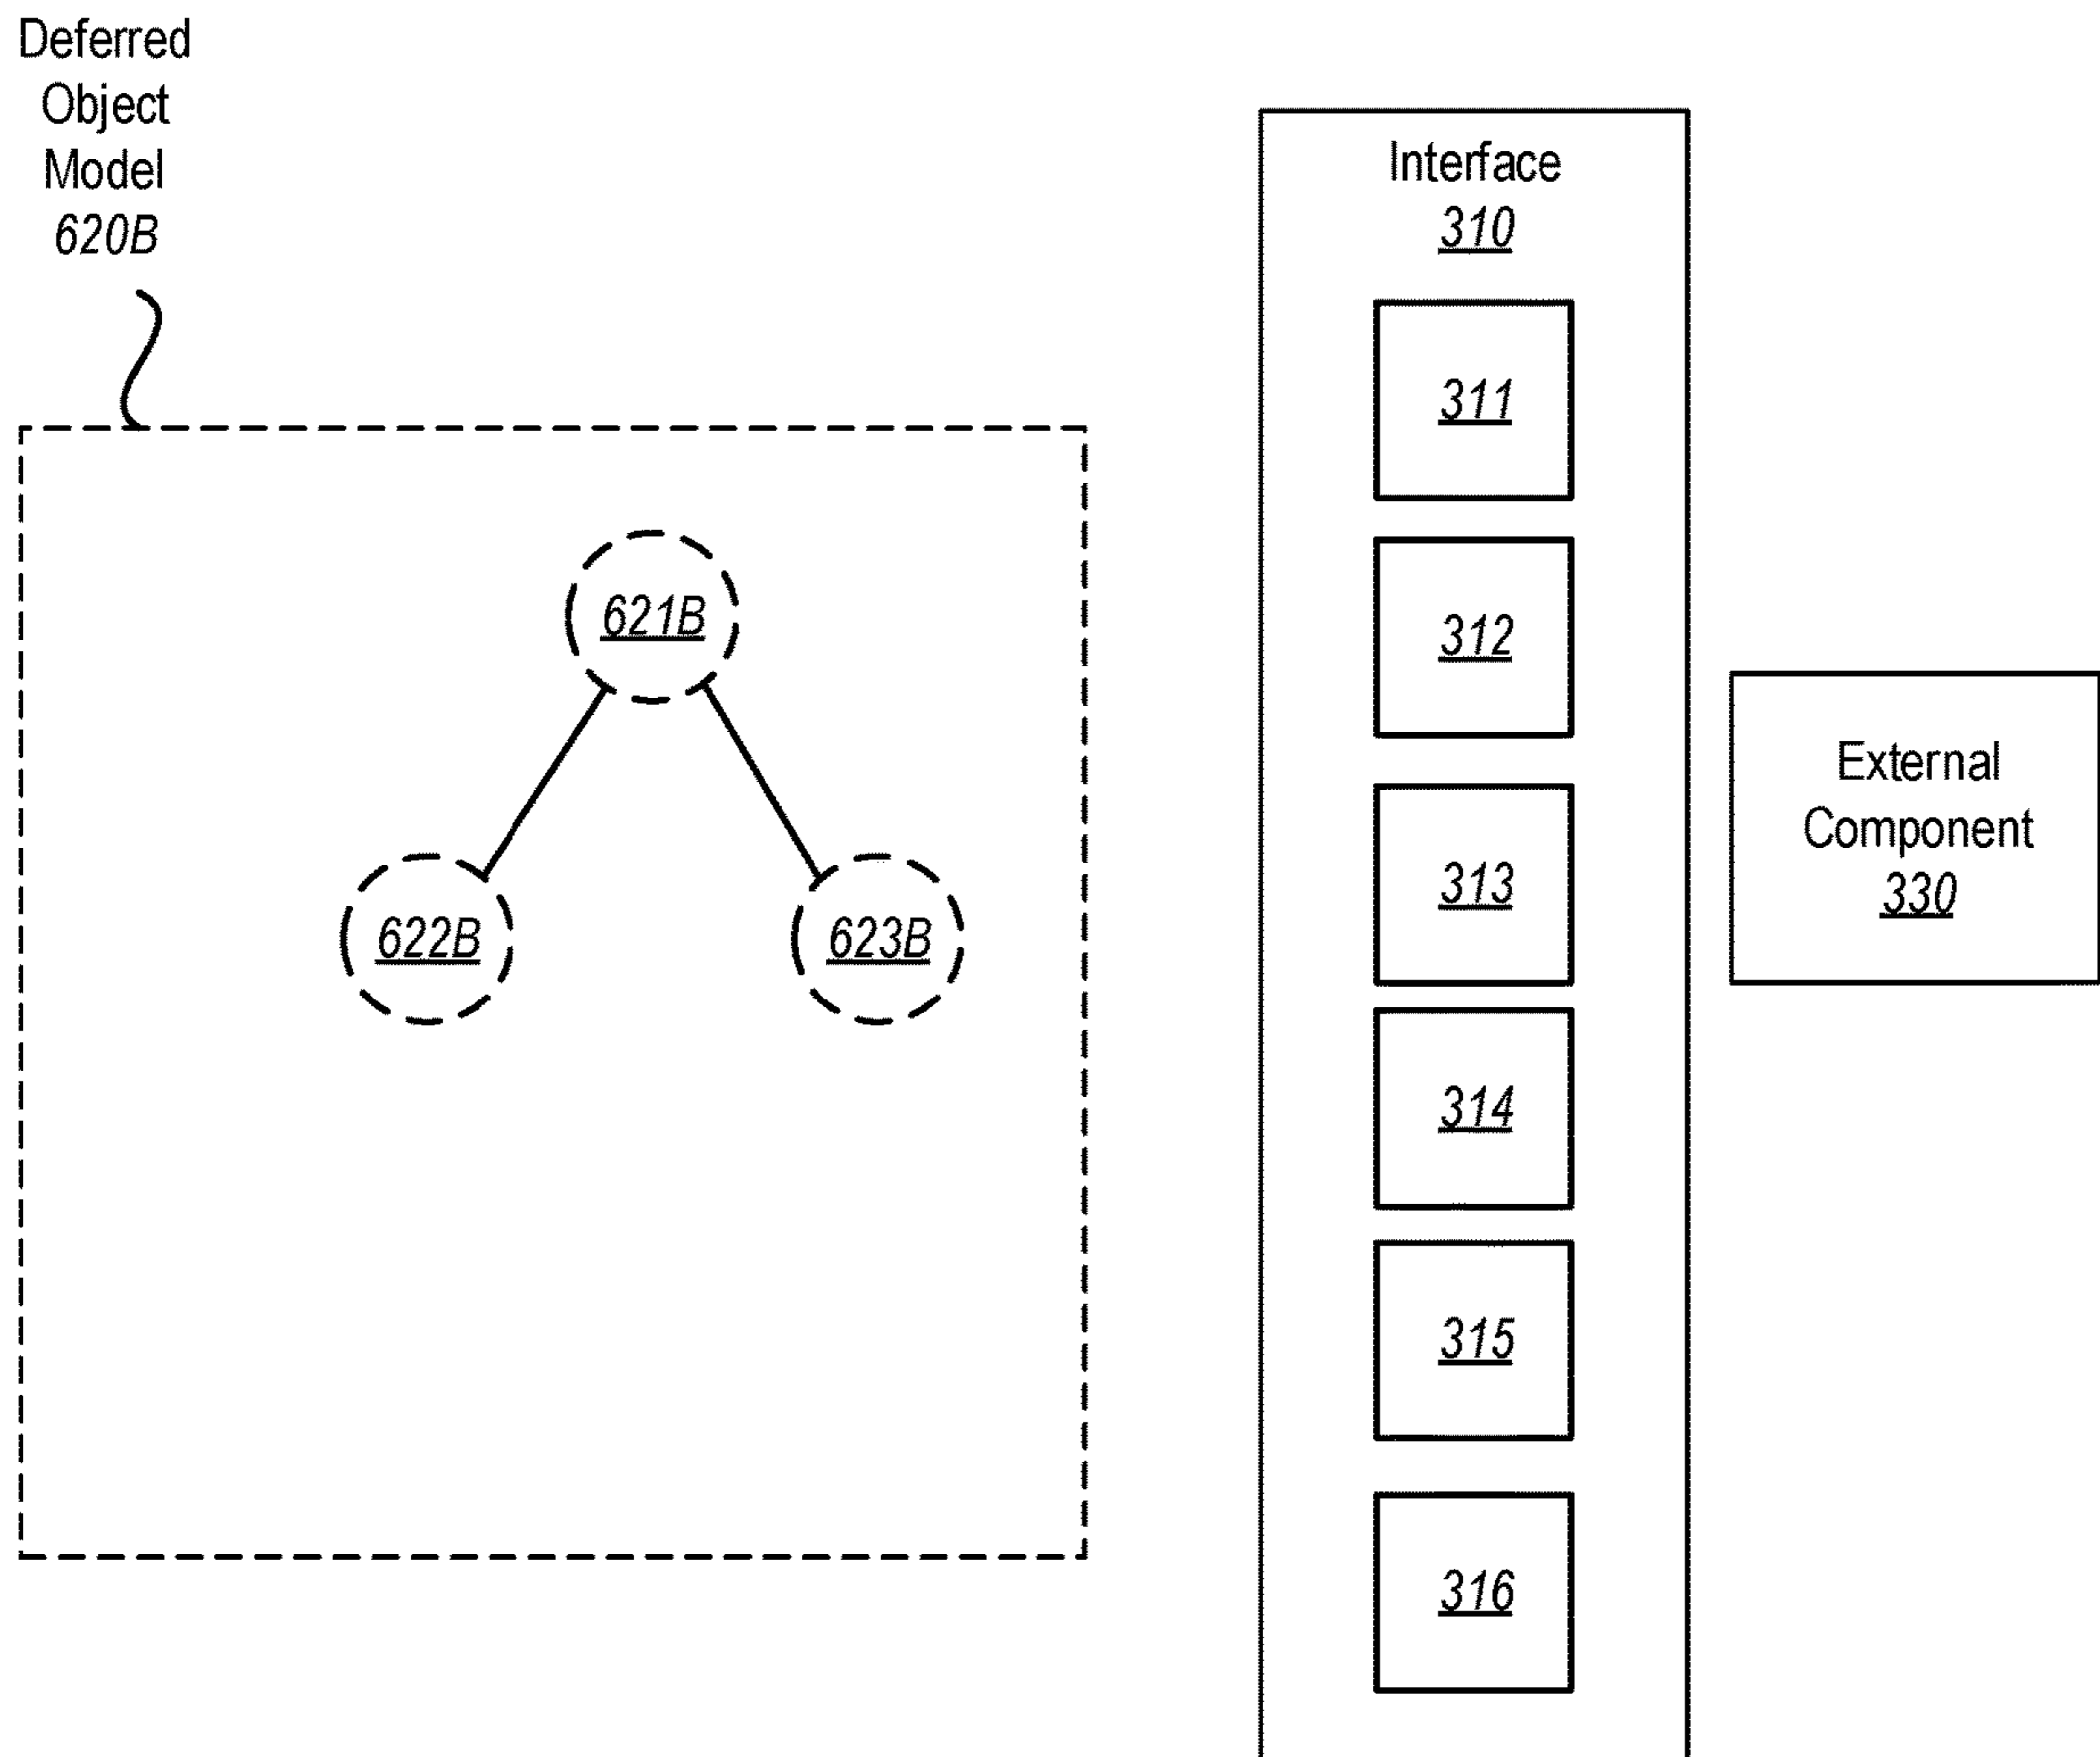 Deferred
Object
Model
620B
621B
622B
623B
Interface
310
311
312
313
314
315
316
External
Component
330